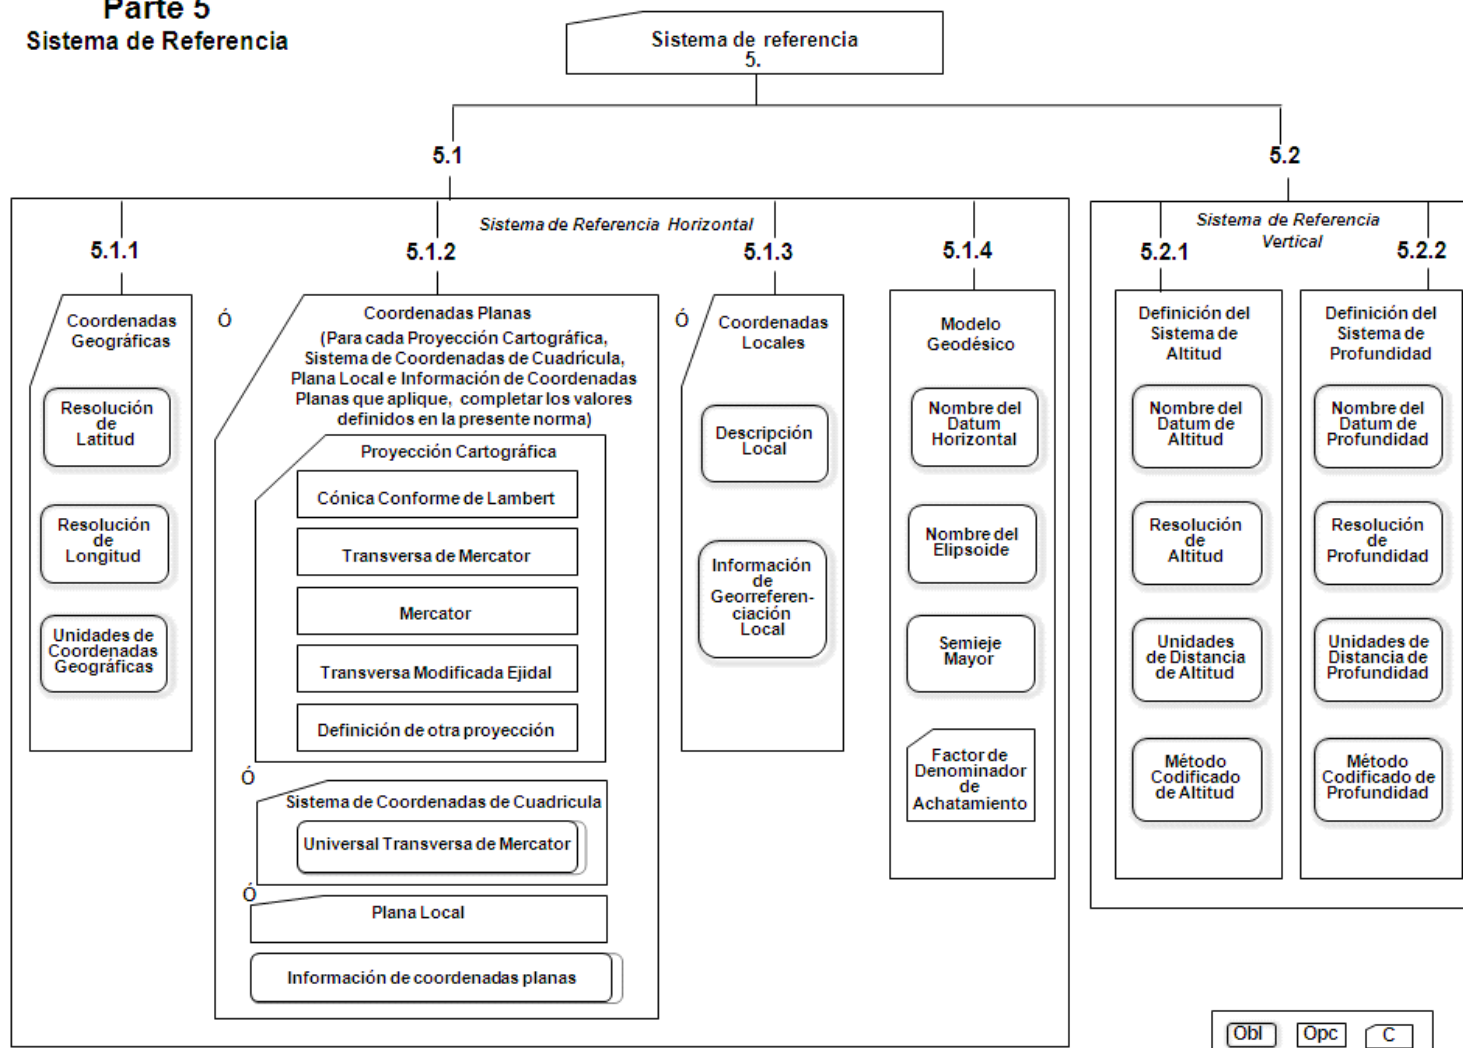 Parte 5
Sistema de Referencia
Sistema de referencia
5.
5.1
5.2
Sistema de Referencia Horizontal
5.1.1
5.1.2
5.1.3
5.1.4
Sistema de Referencia
Vertical
5.2.1
5.2.2
Coordenadas
Geográficas
Resolución
de
Latitud
Resolución
de
Longitud
Unidades de
Coordenadas
Geográficas
Ó
Coordenadas Planas
(Para cada Proyección Cartográfica,
Sistema de Coordenadas de Cuadrícula,
Plana Local e Información de Coordenadas
Planas que aplique, completar los valores
definidos en la presente norma)
Proyección Cartográfica
Cónica Conforme de Lambert
Transversa de Mercator
Mercator
Transversa Modificada Ejidal
Definición de otra proyección
Ó
Sistema de Coordenadas de Cuadricula
Universal Transversa de Mercator
Ó
Plana Local
Información de coordenadas planas
Ó
Coordenadas
Locales
Descripción
Local
Información
de
Georreferen-
ciación
Local
Modelo
Geodésico
Nombre del
Datum
Horizontal
Nombre del
Elipsoide
Semieje
Mayor
Factor de
Denominador
de
Achatamiento
Definición del
Sistema de
Altitud
Nombre del
Datum de
Altitud
Resolución
de
Altitud
Unidades
de Distancia
de Altitud
Método
Codificado
de Altitud
Definición del
Sistema de
Profundidad
Nombre del
Datum de
Profundidad
Resolución
de
Profundidad
Unidades de
Distancia de
Profundidad
Método
Codificado de
Profundidad
Obl Opc C